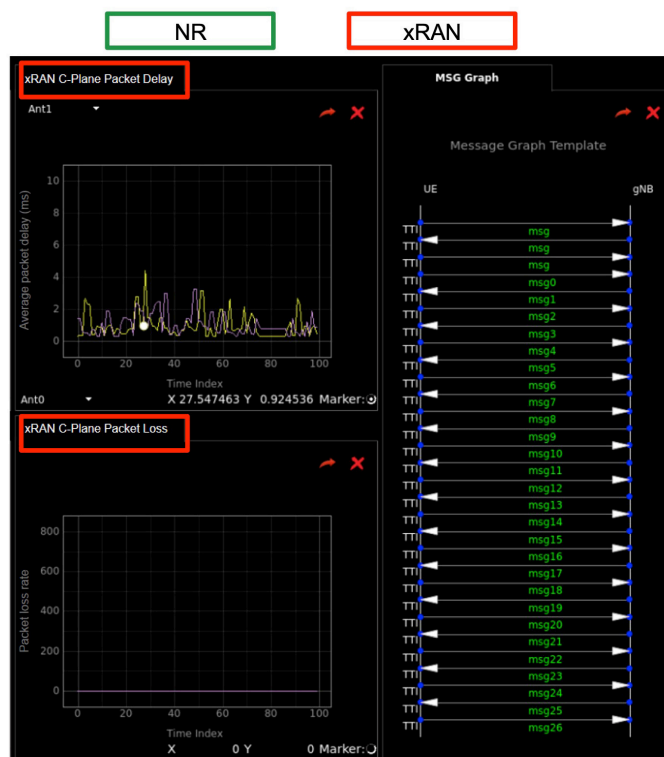 NR
xRAN
xRAN C-Plane Packet Delay
Ant1
Average packet delay (ms)
10
8
6
4
2
0
0 20 40 60 80 100
Time Index
Ant0
X 27.547463 Y 0.924536 Marker:
xRAN C-Plane Packet Loss
Packet loss rate
800
600
400
200
0
0 20 40 60 80 100
Time Index
X 0 Y 0 Marker:
MSG Graph
Message Graph Template
UE gNB
TTI
msg
TTI
msg
TTI
msg
TTI
msg0
TTI
msg1
TTI
msg2
TTI
msg3
TTI
msg4
TTI
msg5
TTI
msg6
TTI
msg7
TTI
msg8
TTI
msg9
TTI
msg10
TTI
msg11
TTI
msg12
TTI
msg13
TTI
msg14
TTI
msg15
TTI
msg16
TTI
msg17
TTI
msg18
TTI
msg19
TTI
msg20
TTI
msg21
TTI
msg22
TTI
msg23
TTI
msg24
TTI
msg25
TTI
msg26